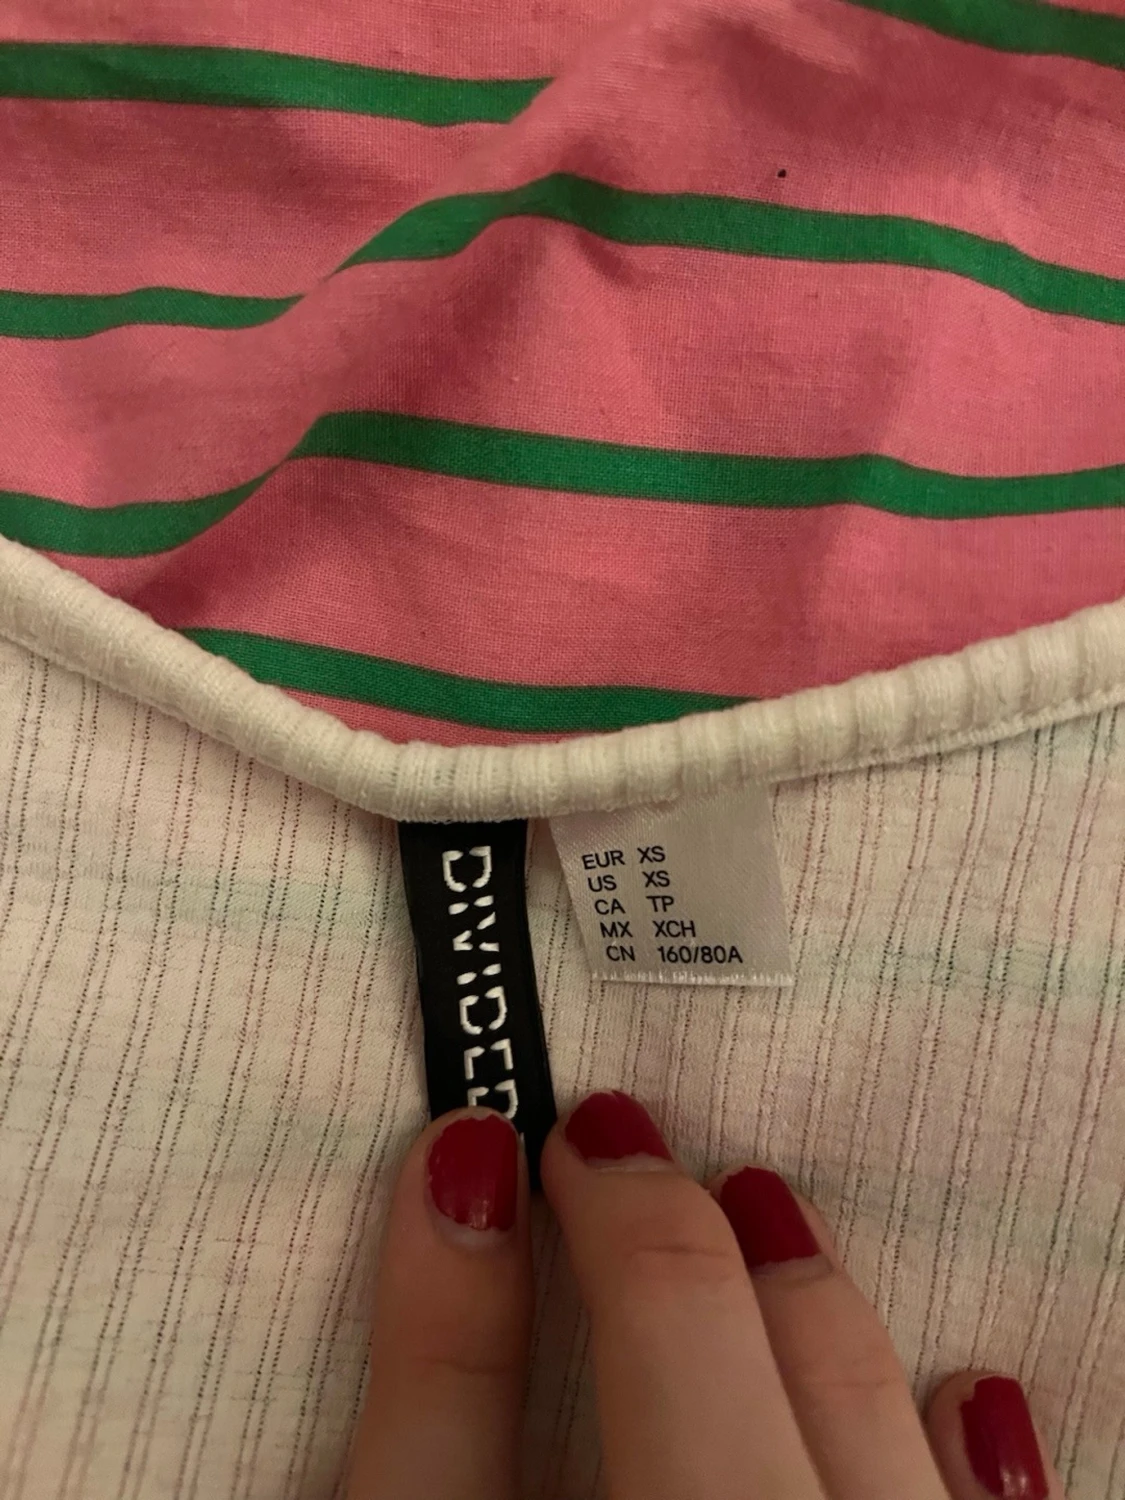 DIVIDED
EUR XS
US XS
CA TP
MX XCH
CN 160/80A